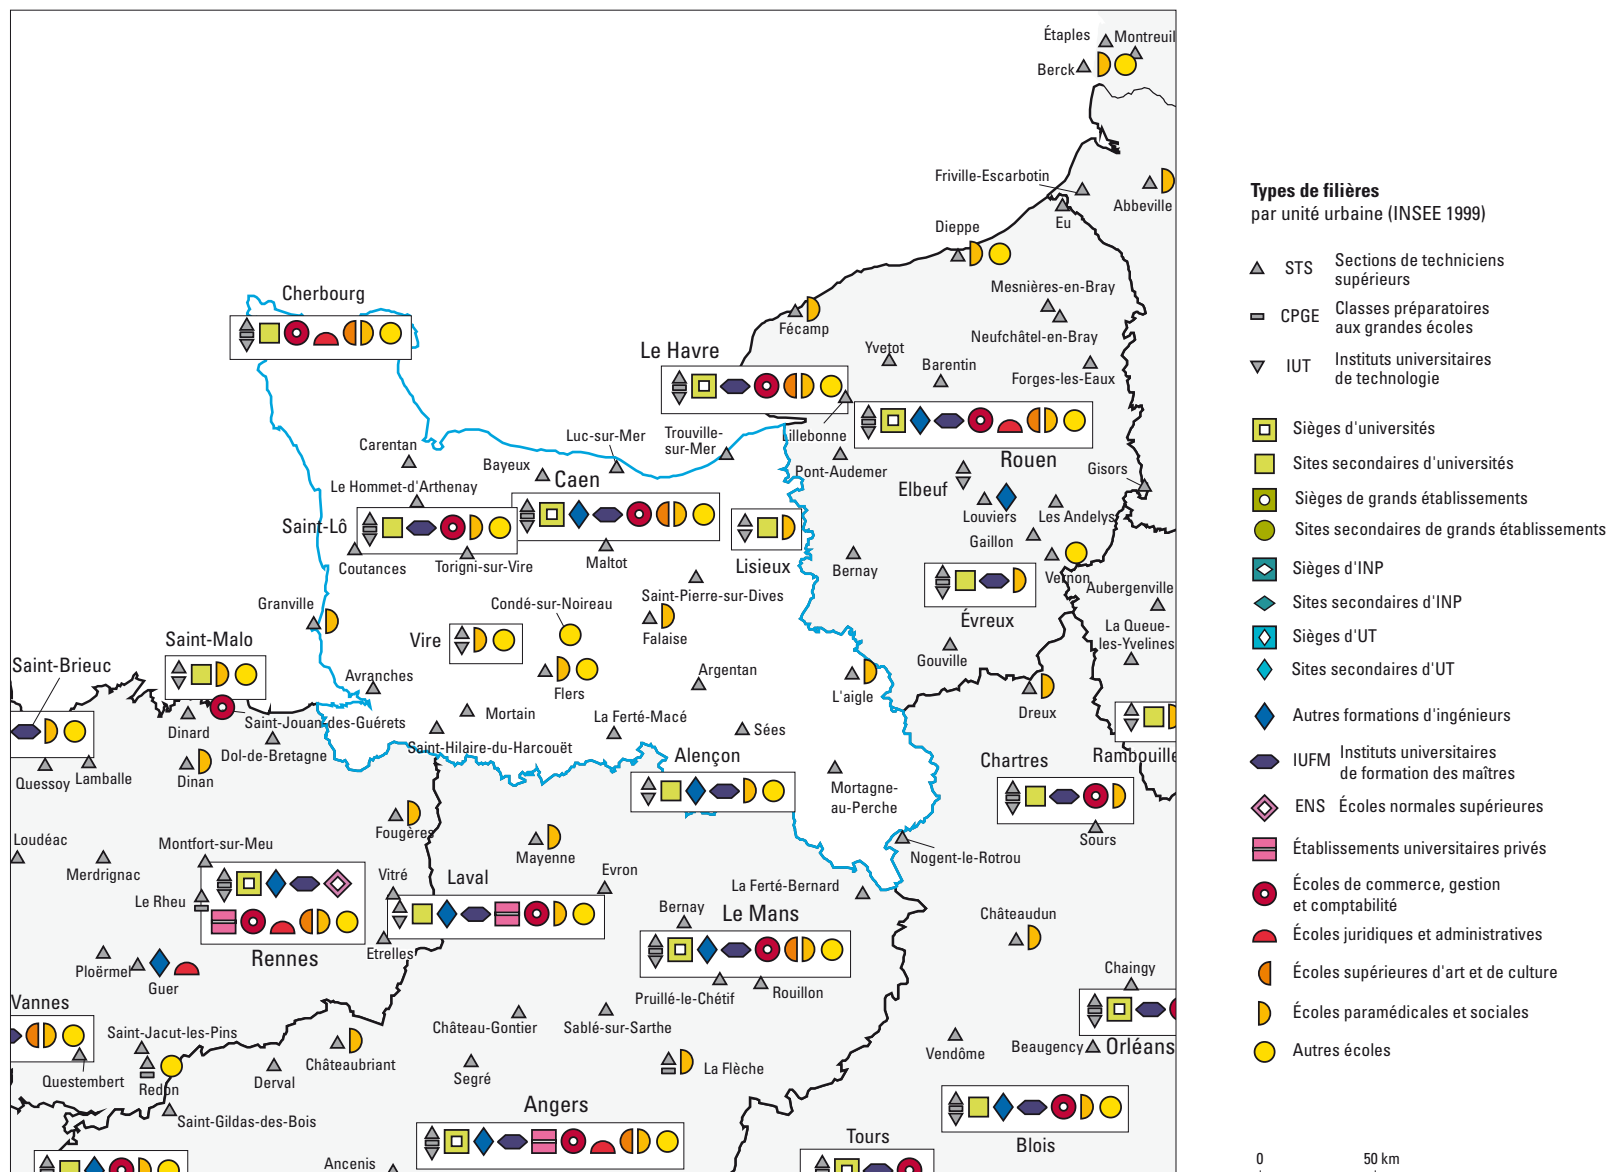 Étaples
Montreuil
Berck
Friville-Escarbotin
Abbeville
Eu
Dieppe
Mesnières-en-Bray
Neufchâtel-en-Bray
Forges-les-Eaux
Fécamp
Yvetot
Barentin
Cherbourg
Le Havre
Lillebonne
Rouen
Pont-Audemer
Elbeuf
Louviers
Les Andelys
Gisors
Gaillon
Vernon
Aubergenville
Carentan
Luc-sur-Mer
Trouville-
sur-Mer
Bayeux
Caen
Le Hommet-d'Arthenay
Saint-Lô
Coutances
Torigni-sur-Vire
Maltot
Lisieux
Bernay
Saint-Pierre-sur-Dives
Évreux
La Queue-
les-Yvelines
Granville
Condé-sur-Noireau
Falaise
Vire
Saint-Malo
Gouville
Saint-Brieuc
Avranches
Flers
Argentan
L'aigle
Dreux
Saint-Jouan-des-Guérets
Dinard
Mortain
La Ferté-Macé
Sées
Dol-de-Bretagne
Saint-Hilaire-du-Harcouët
Alençon
Chartres
Rambouille
Quessoy
Lamballe
Dinan
Mortagne-
au-Perche
Fougères
Mayenne
Sours
Nogent-le-Rotrou
Loudéac
Montfort-sur-Meu
Merdrignac
Vitré
Laval
Evron
La Ferté-Bernard
Le Rheu
Bernay
Le Mans
Châteaudun
Rennes
Etrelles
Ploërmel
Guer
Pruillé-le-Chétif
Rouillon
Chaingy
Vannes
Saint-Jacut-les-Pins
Château-Gontier
Sablé-sur-Sarthe
Vendôme
Beaugency
Orléans
Questembert
Redon
Derval
Châteaubriant
Segré
La Flèche
Saint-Gildas-des-Bois
Angers
Blois
Tours
Ancenis
Types de filières
par unité urbaine (INSEE 1999)
STS Sections de techniciens
supérieurs
CPGE Classes préparatoires
aux grandes écoles
IUT Instituts universitaires
de technologie
Sièges d'universités
Sites secondaires d'universités
Sièges de grands établissements
Sites secondaires de grands établissements
Sièges d'INP
Sites secondaires d'INP
Sièges d'UT
Sites secondaires d'UT
Autres formations d'ingénieurs
IUFM Instituts universitaires
de formation des maîtres
ENS Écoles normales supérieures
Établissements universitaires privés
Écoles de commerce, gestion
et comptabilité
Écoles juridiques et administratives
Écoles supérieures d'art et de culture
Écoles paramédicales et sociales
Autres écoles
0 50 km